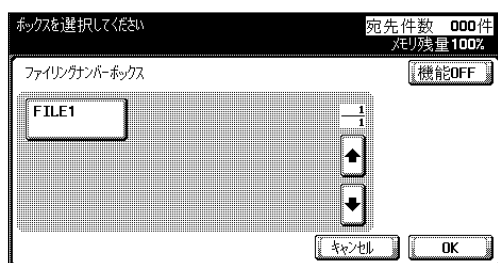 ボックスを選択してください
宛先件数 000件
メモリ残量100%
ファイリングナンバーボックス
機能OFF
FILE1
1
1
キャンセル
OK